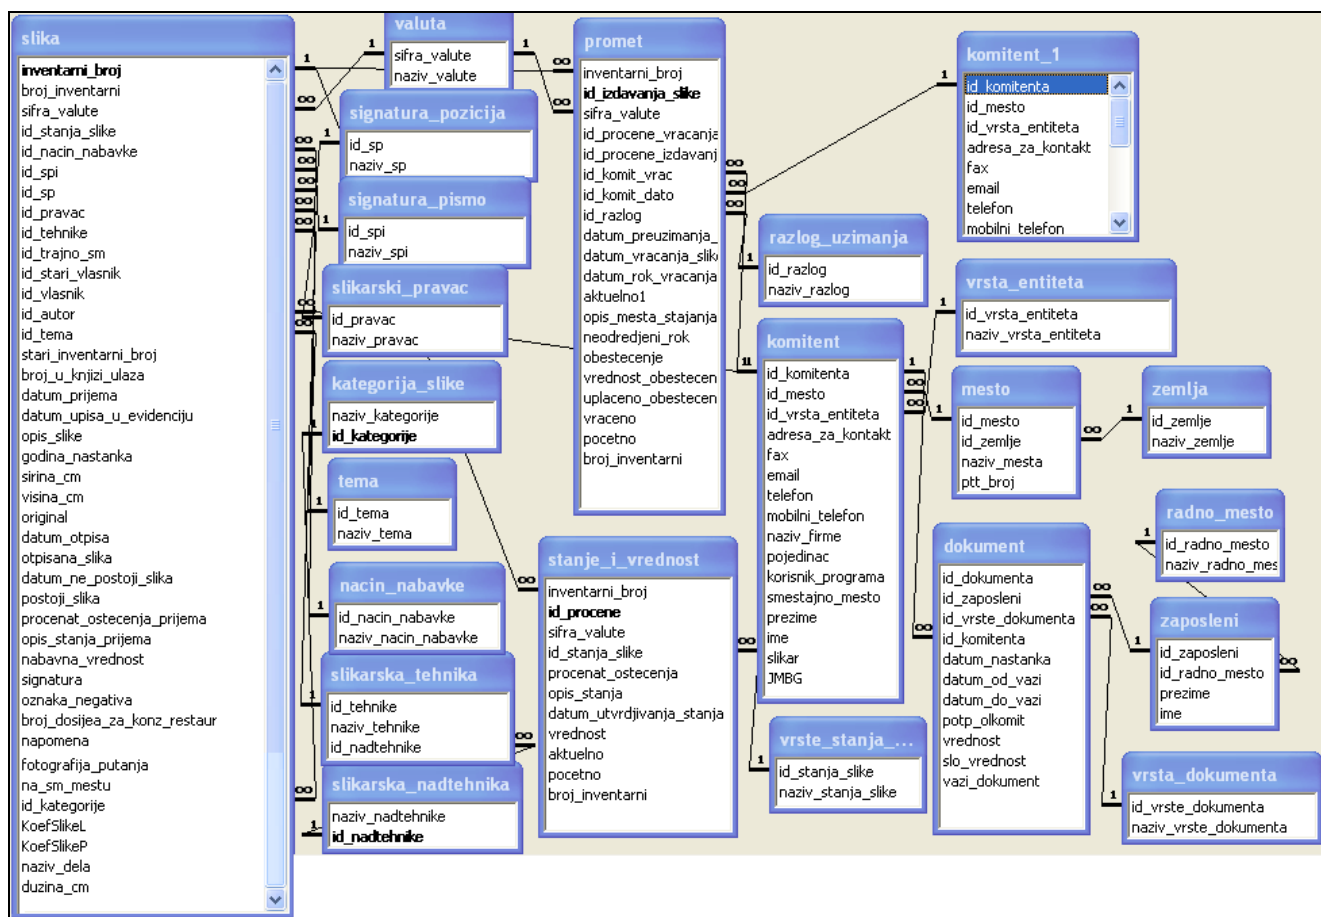 slika
inventarni_broj
broj_inventarni
sifra_valute
id_stanja_slike
id_nacin_nabavke
id_spi
id_sp
id_pravac
id_tehnike
id_trajno_sm
id_stari_vlasnik
id_vlasnik
id_autor
id_tema
stari_inventarni_broj
broj_u_knjizi_ulaza
datum_prijema
datum_upisa_u_evidenciju
opis_slike
godina_nastanka
sirina_cm
visina_cm
original
datum_otpisa
otpisana_slika
datum_ne_postoji_slika
postoji_slika
procenat_ostecenja_prijema
opis_stanja_prijema
nabavna_vrednost
signatura
oznaka_negativa
broj_dosijea_za_konz_restaur
napomena
fotografija_putanja
na_sm_mestu
id_kategorije
KoefSlikeL
KoefSlikeP
naziv_dela
duzina_cm
valuta
sifra_valute
naziv_valute
signatura_pozicija
id_sp
naziv_sp
signatura_pismo
id_spi
naziv_spi
slikarski_pravac
id_pravac
naziv_pravac
kategorija_slike
naziv_kategorije
id_kategorije
tema
id_tema
naziv_tema
nacin_nabavke
id_nacin_nabavke
naziv_nacin_nabavke
slikarska_tehnika
id_tehnike
naziv_tehnike
id_nadtehnike
slikarska_nadtehnika
naziv_nadtehnike
id_nadtehnike
promet
inventarni_broj
id_izdavanja_slike
sifra_valute
id_procene_vracanja
id_procene_izdavanj
id_komit_vrac
id_komit_dato
id_razlog
datum_preuzimanja_
datum_vracanja_slik
datum_rok_vracanja
aktuelno1
opis_mesta_stajanja
neodredjeni_rok
obestecenje
vrednost_obestecen
uplaceno_obestecen
vraceno
pocetno
broj_inventarni
stanje_i_vrednost
inventarni_broj
id_procene
sifra_valute
id_stanja_slike
procenat_ostecenja
opis_stanja
datum_utvrdjivanja_stanja
vrednost
aktuelno
pocetno
broj_inventarni
razlog_uzimanja
id_razlog
naziv_razlog
komitent
id_komitenta
id_mesto
id_vrsta_entiteta
adresa_za_kontakt
fax
email
telefon
mobilni_telefon
naziv_firme
pojedinac
korisnik_programa
smestajno_mesto
prezime
ime
slikar
JMBG
vrste_stanja_...
id_stanja_slike
naziv_stanja_slike
komitent_1
id_komitenta
id_mesto
id_vrsta_entiteta
adresa_za_kontakt
fax
email
telefon
mobilni_telefon
vrsta_entiteta
id_vrsta_entiteta
naziv_vrsta_entiteta
mesto
id_mesto
id_zemlje
naziv_mesta
ptt_broj
zemlja
id_zemlje
naziv_zemlje
dokument
id_dokumenta
id_zaposleni
id_vrste_dokumenta
id_komitenta
datum_nastanka
datum_od_vazi
datum_do_vazi
potp_olkomit
vrednost
slo_vrednost
vazi_dokument
radno_mesto
id_radno_mesto
naziv_radno_mes
zaposleni
id_zaposleni
id_radno_mesto
prezime
ime
vrsta_dokumenta
id_vrste_dokumenta
naziv_vrste_dokumenta